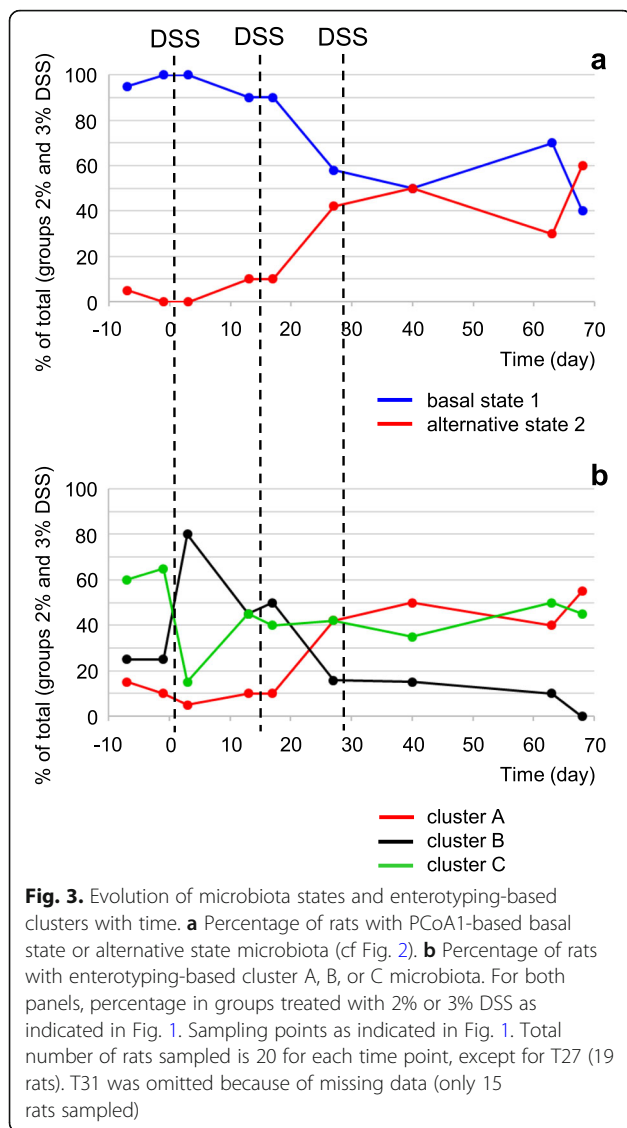 DSS DSS DSS
a
% of total (groups 2% and 3% DSS)
100
80
60
40
20
0
-10 0 10 20 30 40 50 60 70
Time (day)
basal state 1
alternative state 2
b
% of total (groups 2% and 3% DSS)
100
80
60
40
20
0
-10 0 10 20 30 40 50 60 70
Time (day)
cluster A
cluster B
cluster C
Fig. 3. Evolution of microbiota states and enterotyping-based
clusters with time. a Percentage of rats with PCoA1-based basal
state or alternative state microbiota (cf Fig. 2). b Percentage of rats
with enterotyping-based cluster A, B, or C microbiota. For both
panels, percentage in groups treated with 2% or 3% DSS as
indicated in Fig. 1. Sampling points as indicated in Fig. 1. Total
number of rats sampled is 20 for each time point, except for T27 (19
rats). T31 was omitted because of missing data (only 15
rats sampled)